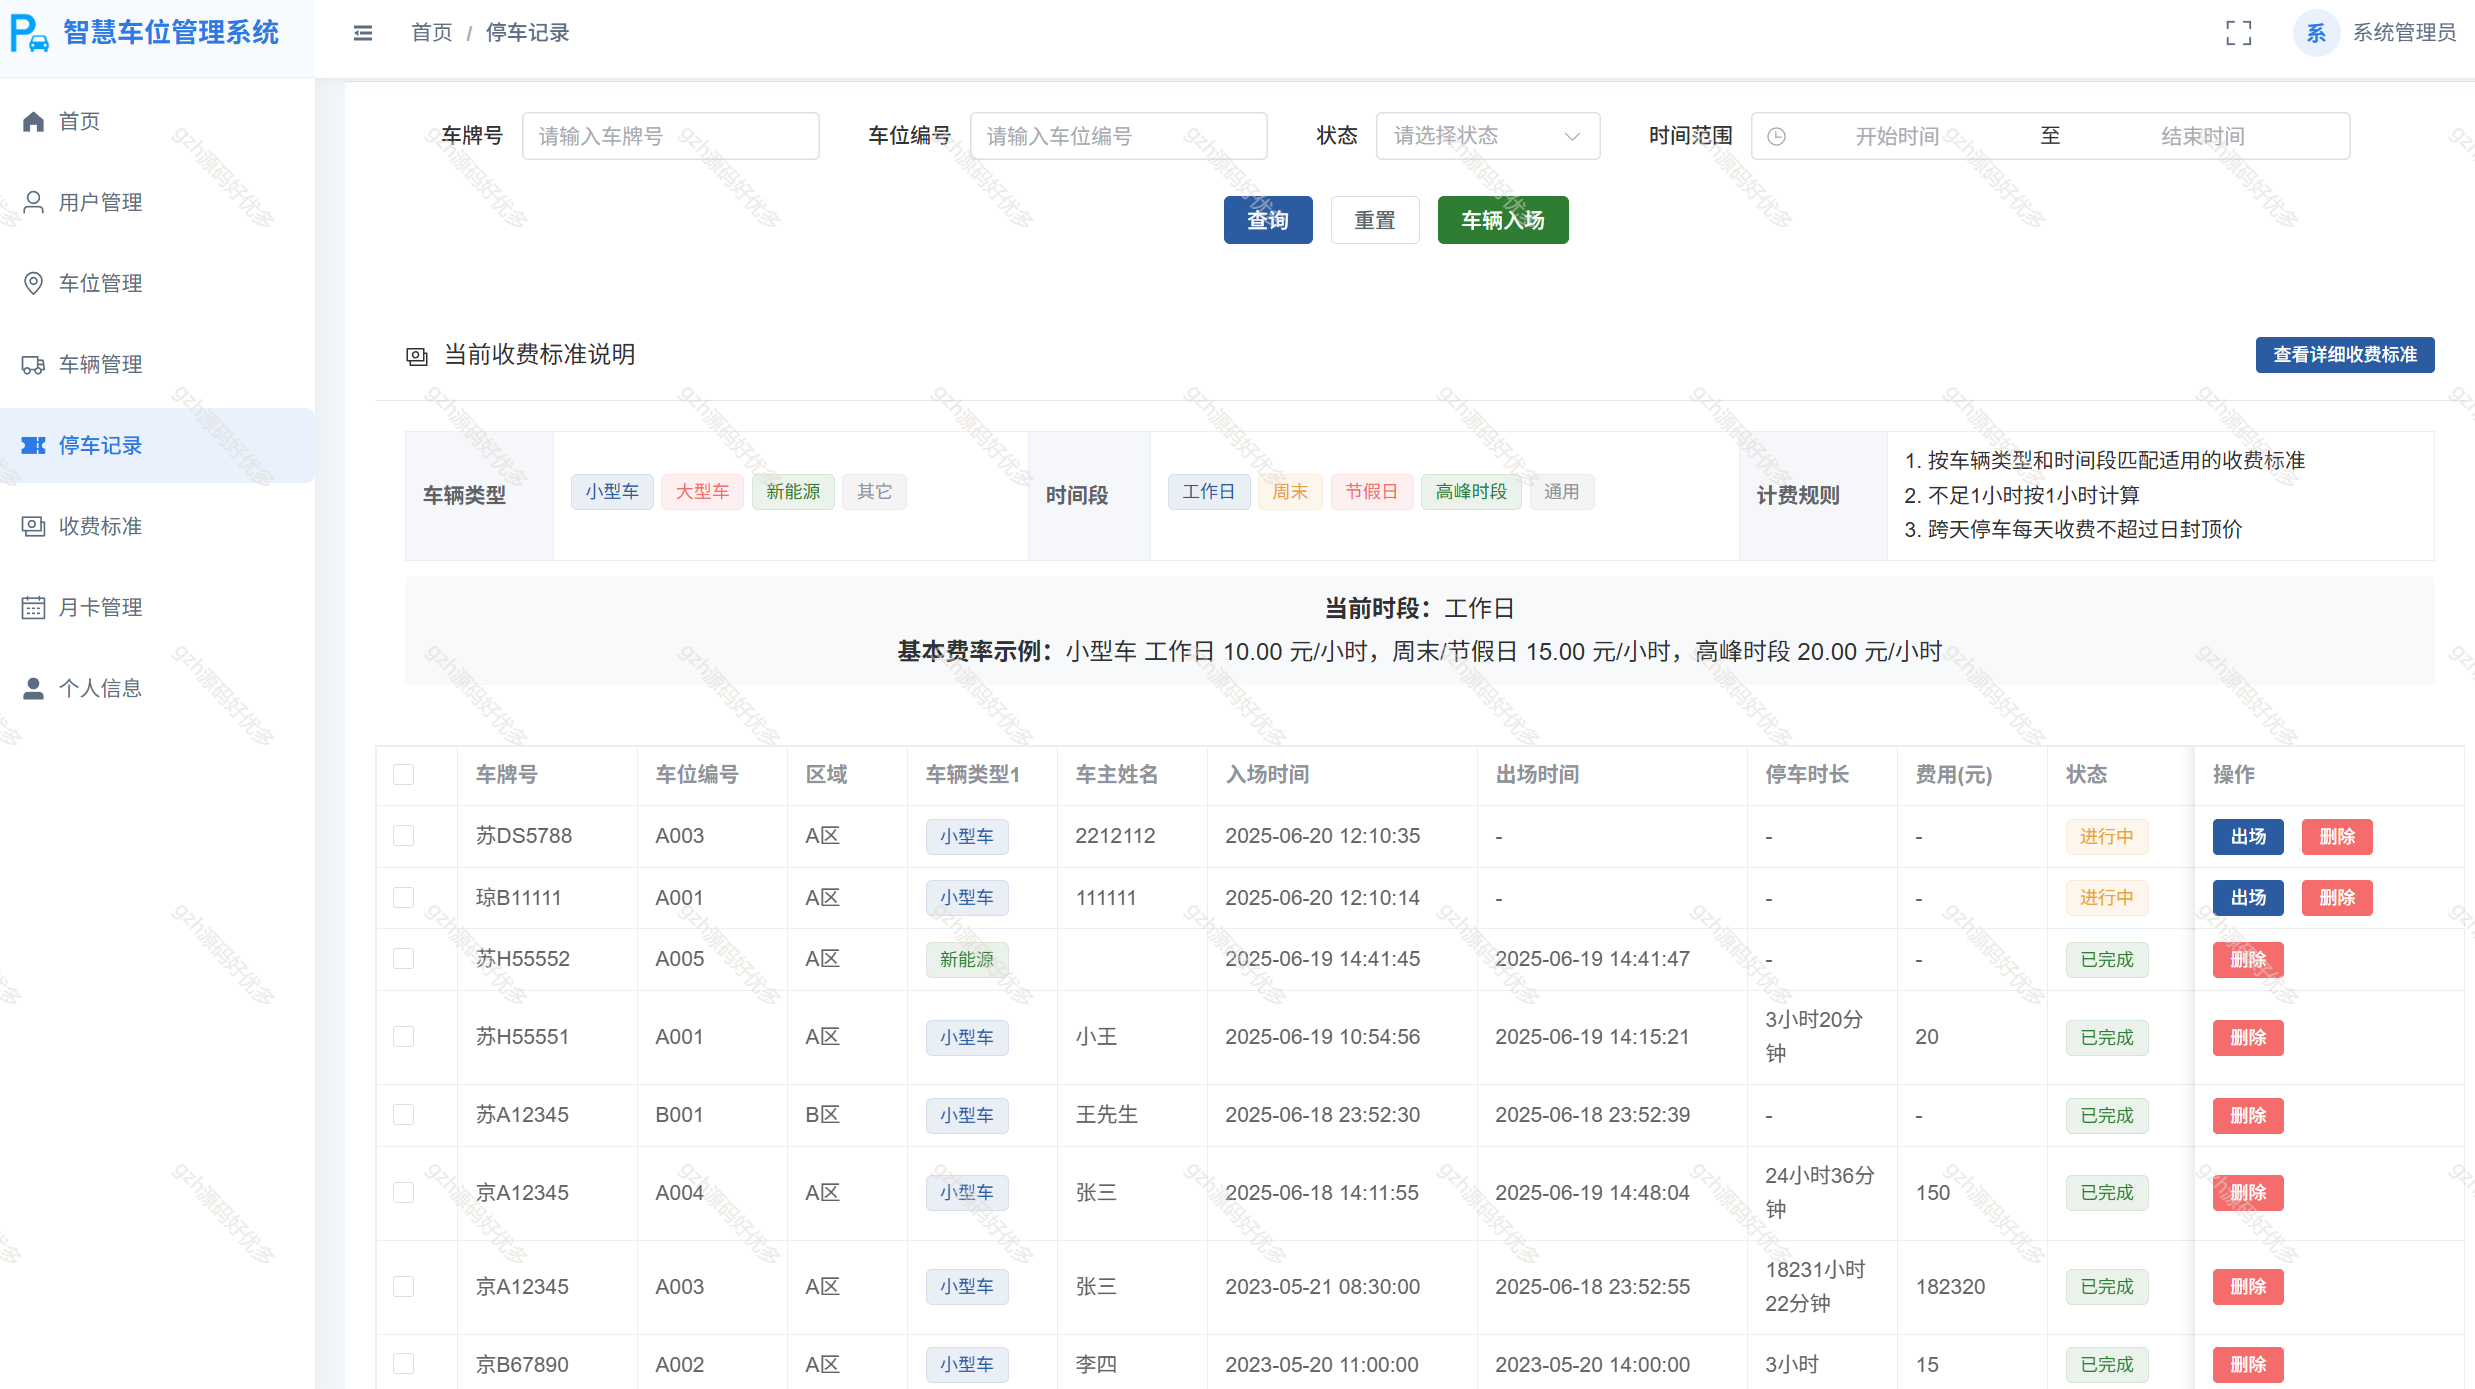 智慧车位管理系统
首页 / 停车记录
系 系统管理员
首页
用户管理
车位管理
车辆管理
停车记录
收费标准
月卡管理
个人信息
车牌号 请输入车牌号 车位编号 请输入车位编号 状态 请选择状态 时间范围 开始时间 至 结束时间
查询 重置 车辆入场
当前收费标准说明 查看详细收费标准
车辆类型 小型车 大型车 新能源 其它 时间段 工作日 周末 节假日 高峰时段 通用 计费规则
1. 按车辆类型和时间段匹配适用的收费标准
2. 不足1小时按1小时计算
3. 跨天停车每天收费不超过日封顶价
当前时段：工作日
基本费率示例：小型车 工作日 10.00 元/小时，周末/节假日 15.00 元/小时，高峰时段 20.00 元/小时
车牌号 车位编号 区域 车辆类型1 车主姓名 入场时间 出场时间 停车时长 费用(元) 状态 操作
苏DS5788 A003 A区 小型车 2212112 2025-06-20 12:10:35 - - - 进行中 出场 删除
琼B11111 A001 A区 小型车 111111 2025-06-20 12:10:14 - - - 进行中 出场 删除
苏H55552 A005 A区 新能源 2025-06-19 14:41:45 2025-06-19 14:41:47 - - 已完成 删除
苏H55551 A001 A区 小型车 小王 2025-06-19 10:54:56 2025-06-19 14:15:21 3小时20分钟 20 已完成 删除
苏A12345 B001 B区 小型车 王先生 2025-06-18 23:52:30 2025-06-18 23:52:39 - - 已完成 删除
京A12345 A004 A区 小型车 张三 2025-06-18 14:11:55 2025-06-19 14:48:04 24小时36分钟 150 已完成 删除
京A12345 A003 A区 小型车 张三 2023-05-21 08:30:00 2025-06-18 23:52:55 18231小时22分钟 182320 已完成 删除
京B67890 A002 A区 小型车 李四 2023-05-20 11:00:00 2023-05-20 14:00:00 3小时 15 已完成 删除
gzh源码好优多